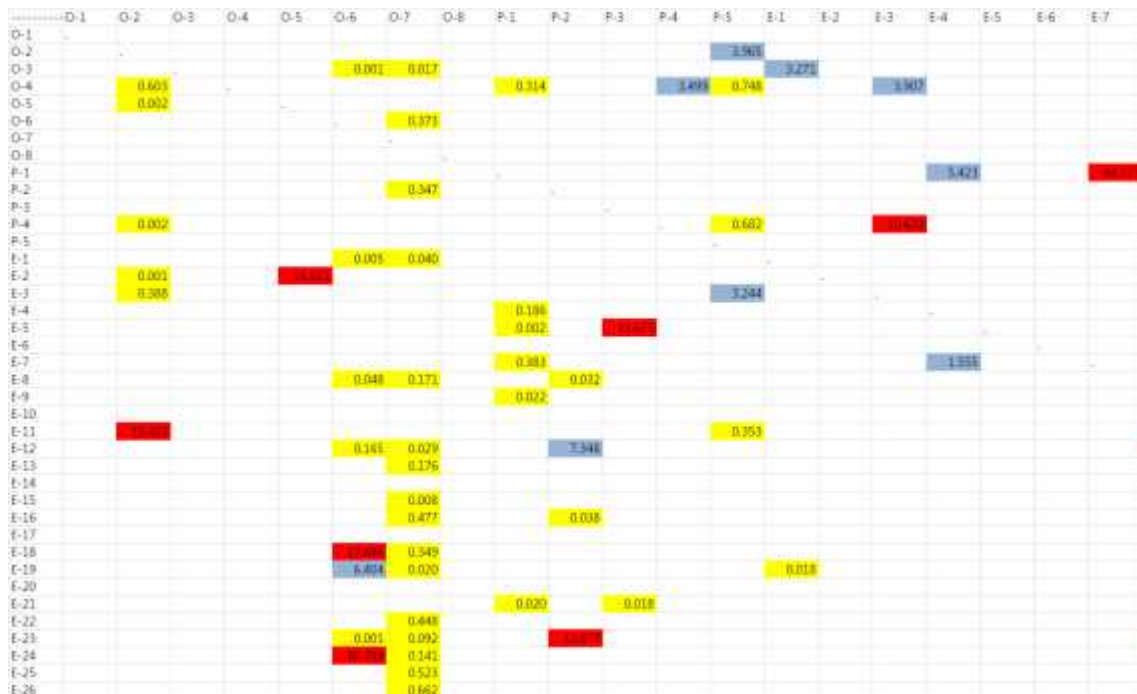 O-1 O-2 O-3 O-4 O-5 O-6 O-7 O-8 P-1 P-2 P-3 P-4 P-5 E-1 E-2 E-3 E-4 E-5 E-6 E-7
O-1
O-2 3.965
O-3 0.001 0.017 3.271
O-4 0.603 0.314 3.493 0.748 3.907
O-5 0.002
O-6 0.373
O-7
O-8
P-1 5.423
P-2 0.347
P-3
P-4 0.002 0.682
P-5
E-1 0.005 0.040
E-2 0.001
E-3 0.388 3.244
E-4 0.186
E-5 0.002
E-6
E-7 0.383 1.555
E-8 0.048 0.171 0.032
E-9 0.022
E-10
E-11 0.353
E-12 0.165 0.029 7.346
E-13 0.176
E-14
E-15 0.008
E-16 0.477 0.038
E-17
E-18 0.349
E-19 6.404 0.020 0.018
E-20
E-21 0.020 0.018
E-22 0.448
E-23 0.001 0.092
E-24 0.141
E-25 0.523
E-26 0.662